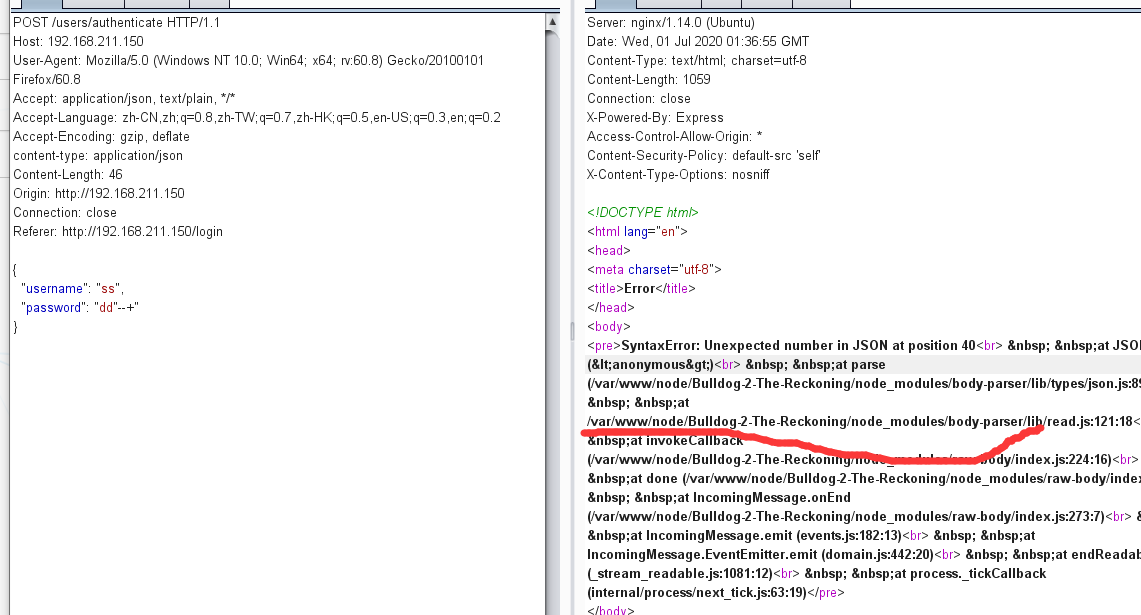 POST /users/authenticate HTTP/1.1
Host: 192.168.211.150
User-Agent: Mozilla/5.0 (Windows NT 10.0; Win64; x64; rv:60.8) Gecko/20100101
Firefox/60.8
Accept: application/json, text/plain, */*
Accept-Language: zh-CN,zh;q=0.8,zh-TW;q=0.7,zh-HK;q=0.5,en-US;q=0.3,en;q=0.2
Accept-Encoding: gzip, deflate
content-type: application/json
Content-Length: 46
Origin: http://192.168.211.150
Connection: close
Referer: http://192.168.211.150/login
{
"username": "ss",
"password": "dd"--+"
}
Server: nginx/1.14.0 (Ubuntu)
Date: Wed, 01 Jul 2020 01:36:55 GMT
Content-Type: text/html; charset=utf-8
Content-Length: 1059
Connection: close
X-Powered-By: Express
Access-Control-Allow-Origin: *
Content-Security-Policy: default-src 'self'
X-Content-Type-Options: nosniff
<!DOCTYPE html>
<html lang="en">
<head>
<meta charset="utf-8">
<title>Error</title>
</head>
<body>
<pre>SyntaxError: Unexpected number in JSON at position 40<br> &nbsp; &nbsp;at JSO
(&lt;anonymous&gt;)<br> &nbsp; &nbsp;at parse
(/var/www/node/Bulldog-2-The-Reckoning/node_modules/body-parser/lib/types/json.js:89
&nbsp; &nbsp;at
/var/www/node/Bulldog-2-The-Reckoning/node_modules/body-parser/lib/read.js:121:18<
&nbsp;at invokeCallback
(/var/www/node/Bulldog-2-The-Reckoning/node_modules/raw-body/index.js:224:16)<br>
&nbsp;at done (/var/www/node/Bulldog-2-The-Reckoning/node_modules/raw-body/index
&nbsp; &nbsp;at IncomingMessage.onEnd
(/var/www/node/Bulldog-2-The-Reckoning/node_modules/raw-body/index.js:273:7)<br> &
&nbsp;at IncomingMessage.emit (events.js:182:13)<br> &nbsp; &nbsp;at
IncomingMessage.EventEmitter.emit (domain.js:442:20)<br> &nbsp; &nbsp;at endReadab
(_stream_readable.js:1081:12)<br> &nbsp; &nbsp;at process._tickCallback
(internal/process/next_tick.js:63:19)</pre>
</body>